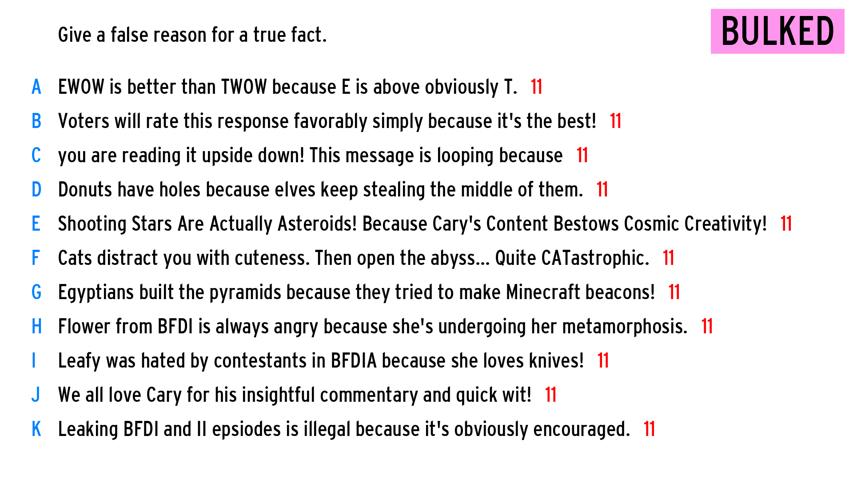 Give a false reason for a true fact.
BULKED
A EWOW is better than TWOW because E is above obviously T. 11
B Voters will rate this response favorably simply because it's the best! 11
C you are reading it upside down! This message is looping because 11
D Donuts have holes because elves keep stealing the middle of them. 11
E Shooting Stars Are Actually Asteroids! Because Cary's Content Bestows Cosmic Creativity! 11
F Cats distract you with cuteness. Then open the abyss... Quite CATastrophic. 11
G Egyptians built the pyramids because they tried to make Minecraft beacons! 11
H Flower from BFDI is always angry because she's undergoing her metamorphosis. 11
I Leafy was hated by contestants in BFDIA because she loves knives! 11
J We all love Cary for his insightful commentary and quick wit! 11
K Leaking BFDI and II epsiodes is illegal because it's obviously encouraged. 11